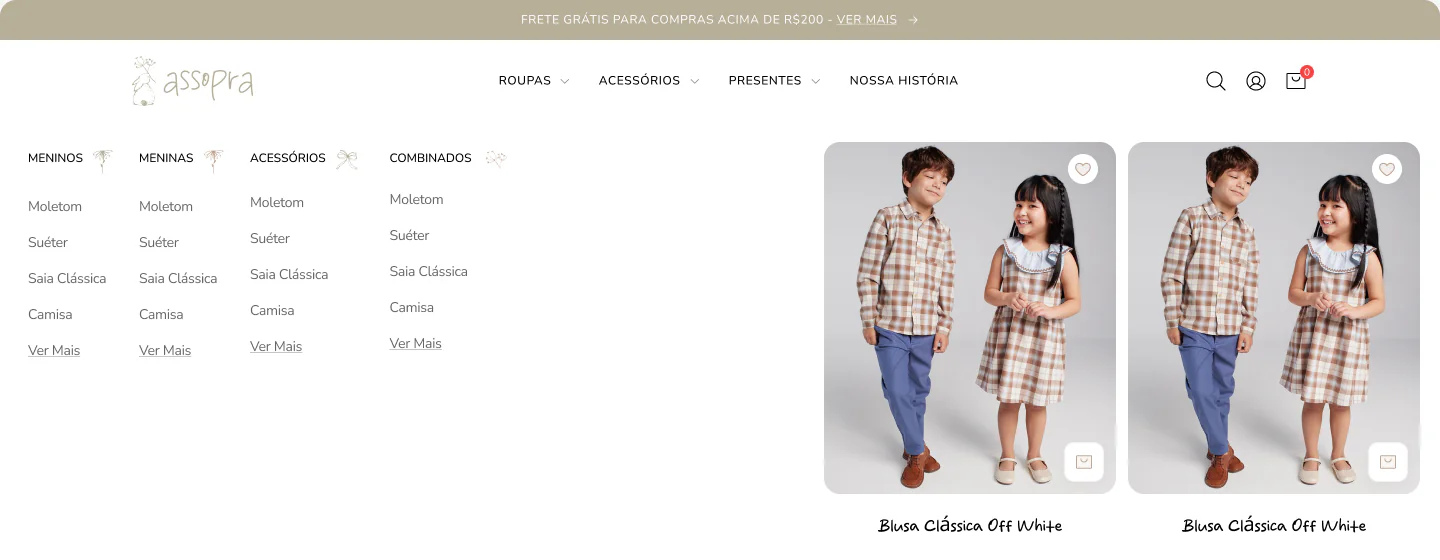 FRETE GRÁTIS PARA COMPRAS ACIMA DE R$200 - VER MAIS
assopra
ROUPAS
ACESSÓRIOS
PRESENTES
NOSSA HISTÓRIA
0
MENINOS
Moletom
Suéter
Saia Clássica
Camisa
Ver Mais
MENINAS
Moletom
Suéter
Saia Clássica
Camisa
Ver Mais
ACESSÓRIOS
Moletom
Suéter
Saia Clássica
Camisa
Ver Mais
COMBINADOS
Moletom
Suéter
Saia Clássica
Camisa
Ver Mais
Blusa Clássica Off White
Blusa Clássica Off White